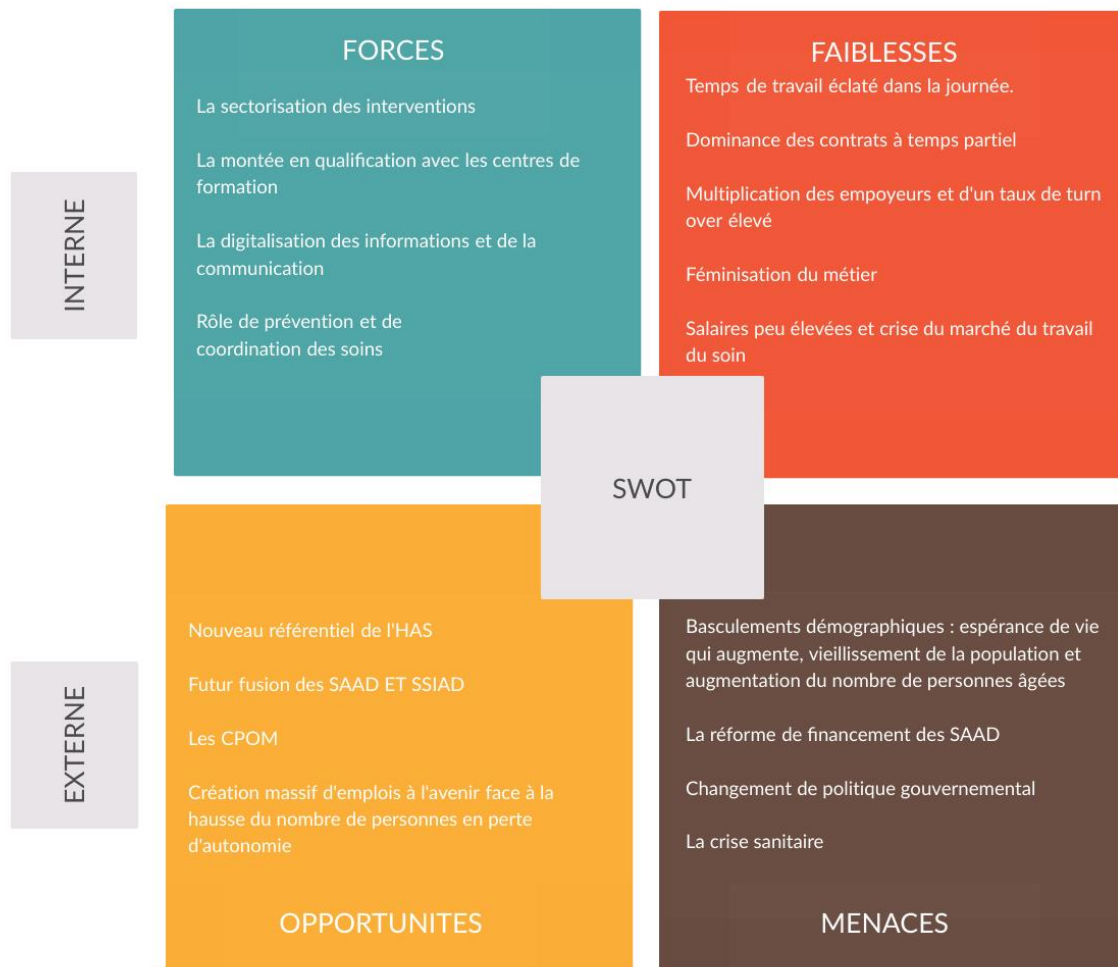 INTERNE
FORCES
La sectorisation des interventions
La montée en qualification avec les centres de
formation
La digitalisation des informations et de la
communication
Rôle de prévention et de
coordination des soins
FAIBLESSES
Temps de travail éclaté dans la journée.
Dominance des contrats à temps partiel
Multiplication des empoyeurs et d'un taux de turn
over élevé
Féminisation du métier
Salaires peu élevées et crise du marché du travail
du soin
SWOT
EXTERNE
Nouveau référentiel de l'HAS
Futur fusion des SAAD ET SSIAD
Les CPOM
Création massif d'emplois à l'avenir face à la
hausse du nombre de personnes en perte
d'autonomie
OPPORTUNITES
Basculements démographiques : espérance de vie
qui augmente, vieillissement de la population et
augmentation du nombre de personnes âgées
La réforme de financement des SAAD
Changement de politique gouvernemental
La crise sanitaire
MENACES